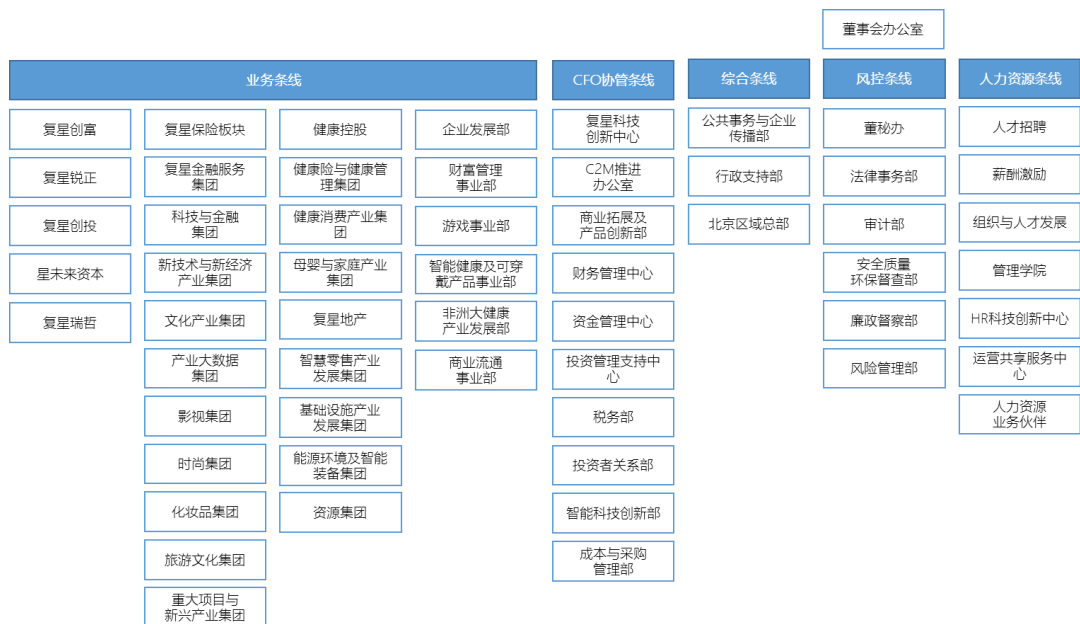 董事会办公室
业务条线
复星创富
复星锐正
复星创投
星未来资本
复星瑞哲
复星保险板块
复星金融服务
集团
科技与金融
集团
新技术与新经济
产业集团
文化产业集团
产业大数据
集团
影视集团
时尚集团
化妆品集团
旅游文化集团
重大项目与
新兴产业集团
健康控股
健康险与健康管
理集团
健康消费产业集
团
母婴与家庭产业
集团
复星地产
智慧零售产业
发展集团
基础设施产业
发展集团
能源环境及智能
装备集团
资源集团
企业发展部
财富管理
事业部
游戏事业部
智能健康及可穿
戴产品事业部
非洲大健康
产业发展部
商业流通
事业部
CFO协管条线
复星科技
创新中心
C2M推进
办公室
商业拓展及
产品创新部
财务管理中心
资金管理中心
投资管理支持中
心
税务部
投资者关系部
智能科技创新部
成本与采购
管理部
综合条线
公共事务与企业
传播部
行政支持部
北京区域总部
风控条线
董秘办
法律事务部
审计部
安全质量
环保督查部
廉政督察部
风险管理部
人力资源条线
人才招聘
薪酬激励
组织与人才发展
管理学院
HR科技创新中心
运营共享服务中
心
人力资源
业务伙伴